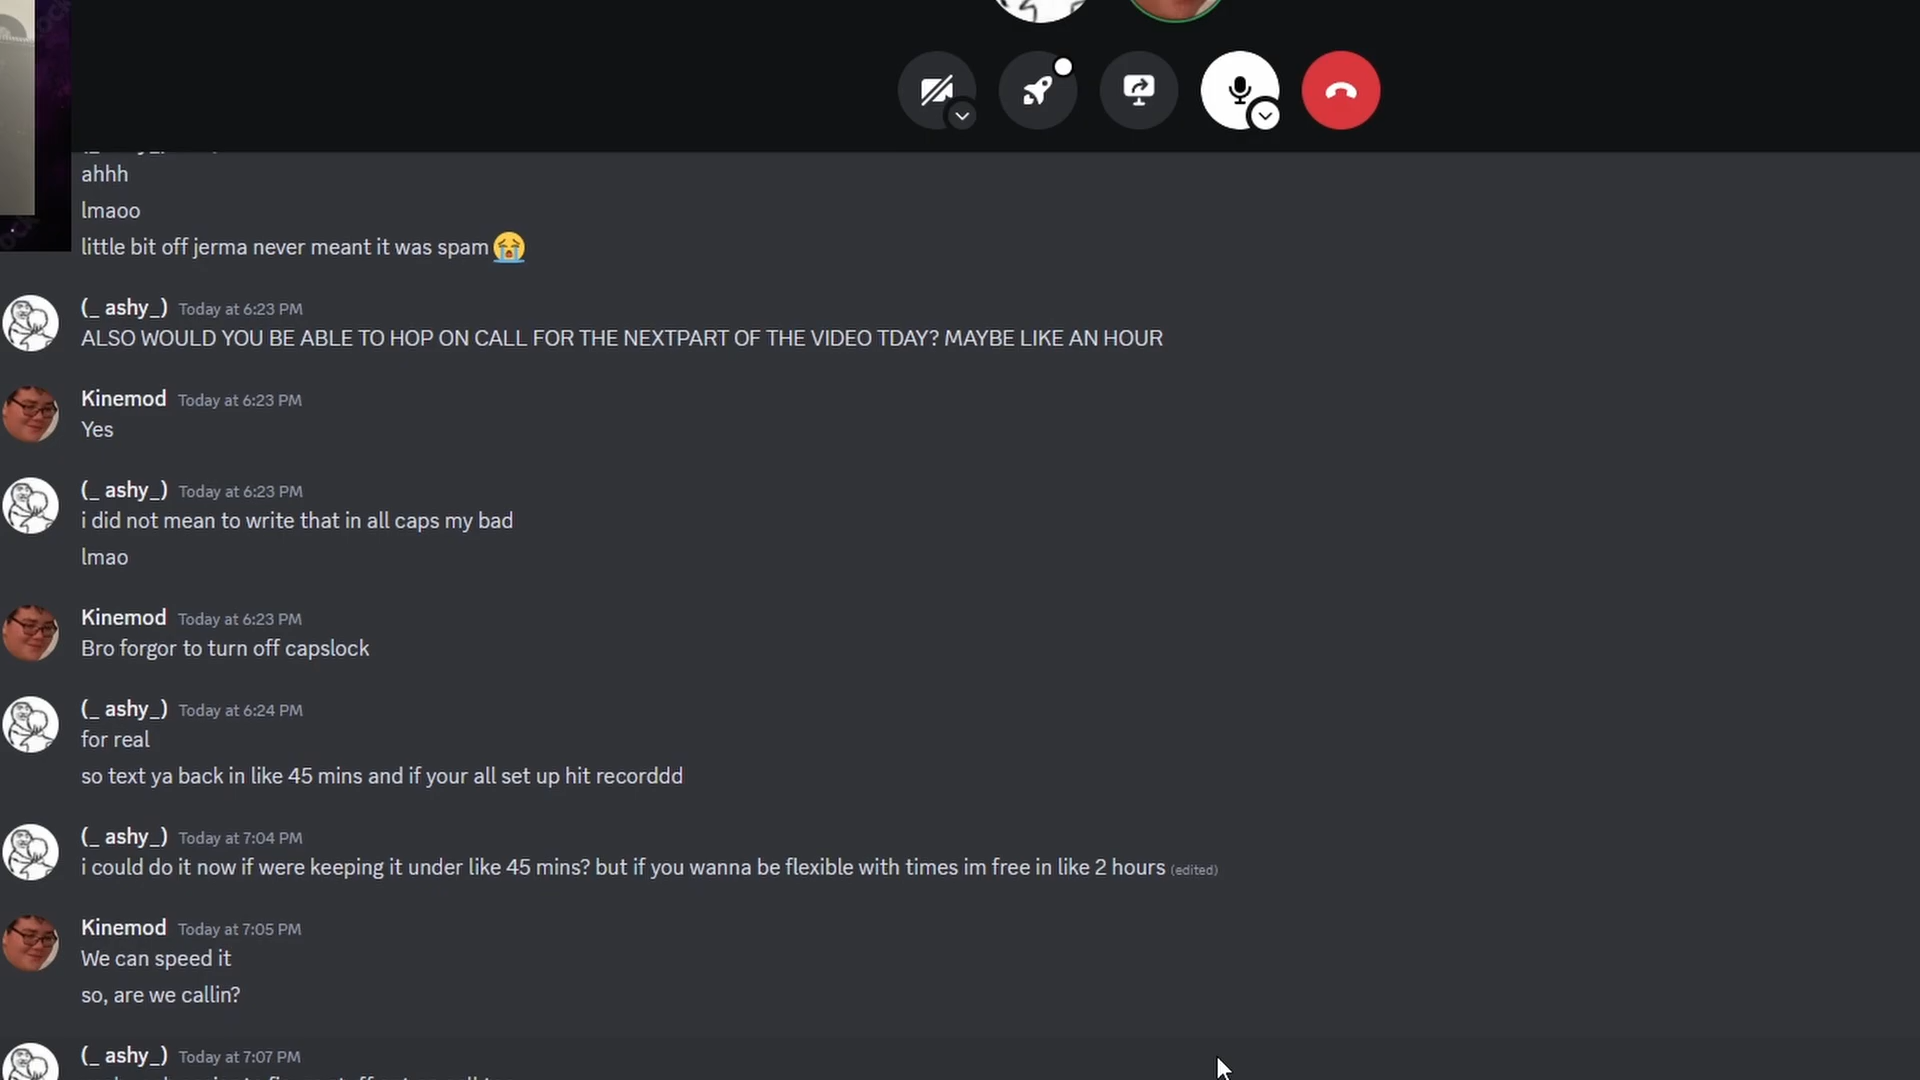 ahhh
lmaoo
little bit off jerma never meant it was spam
(_ ashy_) Today at 6:23 PM
ALSO WOULD YOU BE ABLE TO HOP ON CALL FOR THE NEXTPART OF THE VIDEO TDAY? MAYBE LIKE AN HOUR
Kinemod Today at 6:23 PM
Yes
(_ ashy_) Today at 6:23 PM
i did not mean to write that in all caps my bad
lmao
Kinemod Today at 6:23 PM
Bro forgor to turn off capslock
(_ ashy_) Today at 6:24 PM
for real
so text ya back in like 45 mins and if your all set up hit recorddd
(_ ashy_) Today at 7:04 PM
i could do it now if were keeping it under like 45 mins? but if you wanna be flexible with times im free in like 2 hours (edited)
Kinemod Today at 7:05 PM
We can speed it
so, are we callin?
(_ ashy_) Today at 7:07 PM